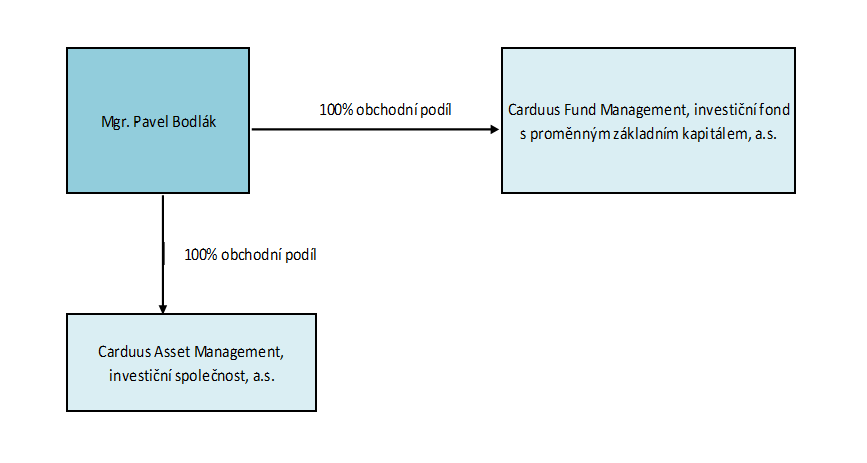 Mgr. Pavel Bodlák
100% obchodní podíl
Carduus Fund Management, investiční fond
s proměnným základním kapitálem, a.s.
100% obchodní podíl
Carduus Asset Management,
investiční společnost, a.s.